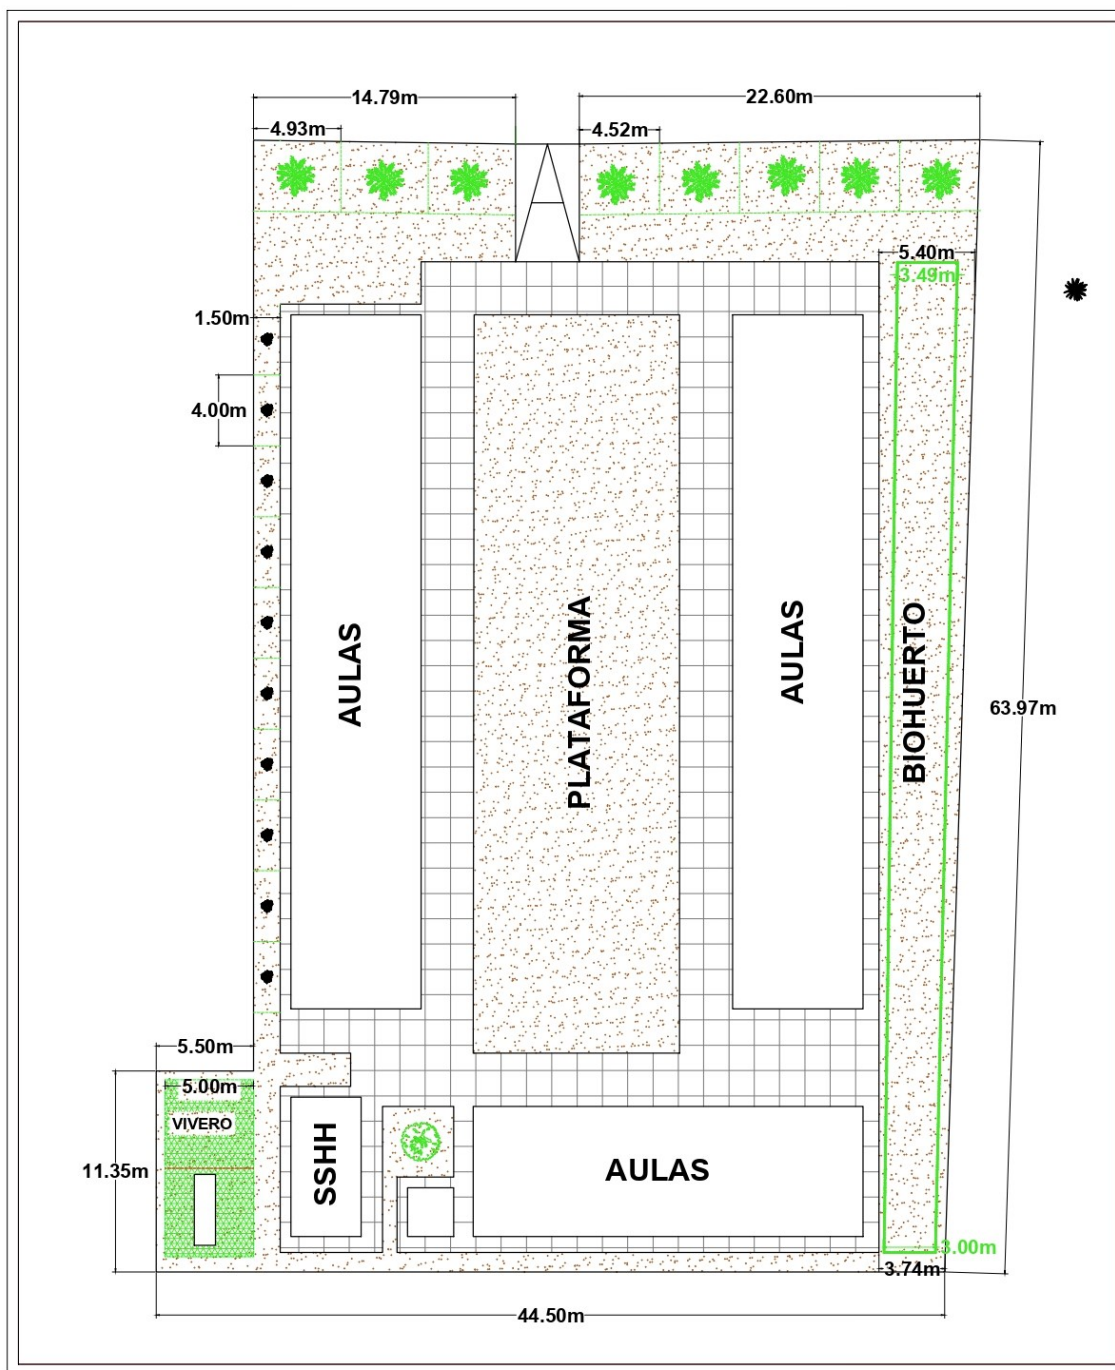 14.79m
22.60m
4.93m
4.52m
5.40m
3.49m
1.50m
4.00m
AULAS
PLATAFORMA
AULAS
BIOHUERTO
63.97m
5.50m
5.00m
VIVERO
11.35m
SSHH
AULAS
3.00m
3.74m
44.50m